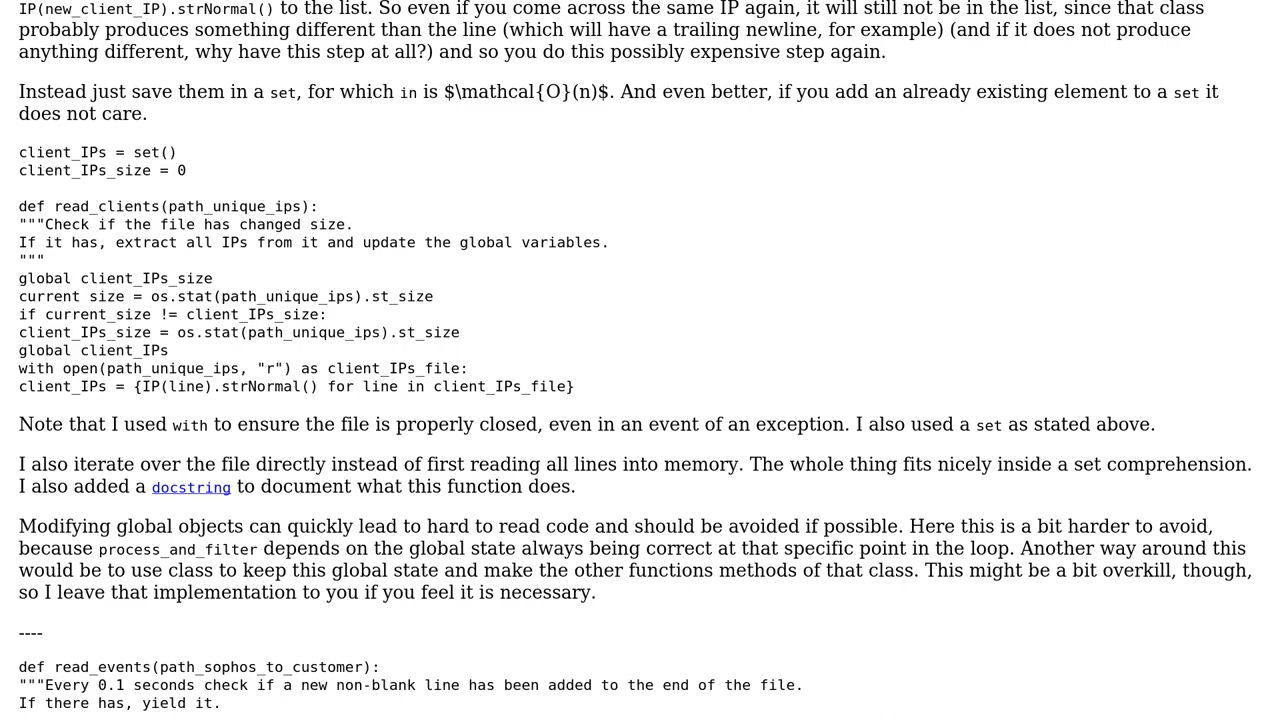 IP(new_client_IP).strNormal() to the list. So even if you come across the same IP again, it will still not be in the list, since that class
probably produces something different than the line (which will have a trailing newline, for example) (and if it does not produce
anything different, why have this step at all?) and so you do this possibly expensive step again.
Instead just save them in a set, for which in is $\mathcal{O}(n)$. And even better, if you add an already existing element to a set it
does not care.
client_IPs = set()
client_IPs_size = 0
def read_clients(path_unique_ips):
"""Check if the file has changed size.
If it has, extract all IPs from it and update the global variables.
"""
global client_IPs_size
current size = os.stat(path_unique_ips).st_size
if current_size != client_IPs_size:
client_IPs_size = os.stat(path_unique_ips).st_size
global client_IPs
with open(path_unique_ips, "r") as client_IPs_file:
client_IPs = {IP(line).strNormal() for line in client_IPs_file}
Note that I used with to ensure the file is properly closed, even in an event of an exception. I also used a set as stated above.
I also iterate over the file directly instead of first reading all lines into memory. The whole thing fits nicely inside a set comprehension.
I also added a docstring to document what this function does.
Modifying global objects can quickly lead to hard to read code and should be avoided if possible. Here this is a bit harder to avoid,
because process_and_filter depends on the global state always being correct at that specific point in the loop. Another way around this
would be to use class to keep this global state and make the other functions methods of that class. This might be a bit overkill, though,
so I leave that implementation to you if you feel it is necessary.
----
def read_events(path_sophos_to_customer):
"""Every 0.1 seconds check if a new non-blank line has been added to the end of the file.
If there has, yield it.